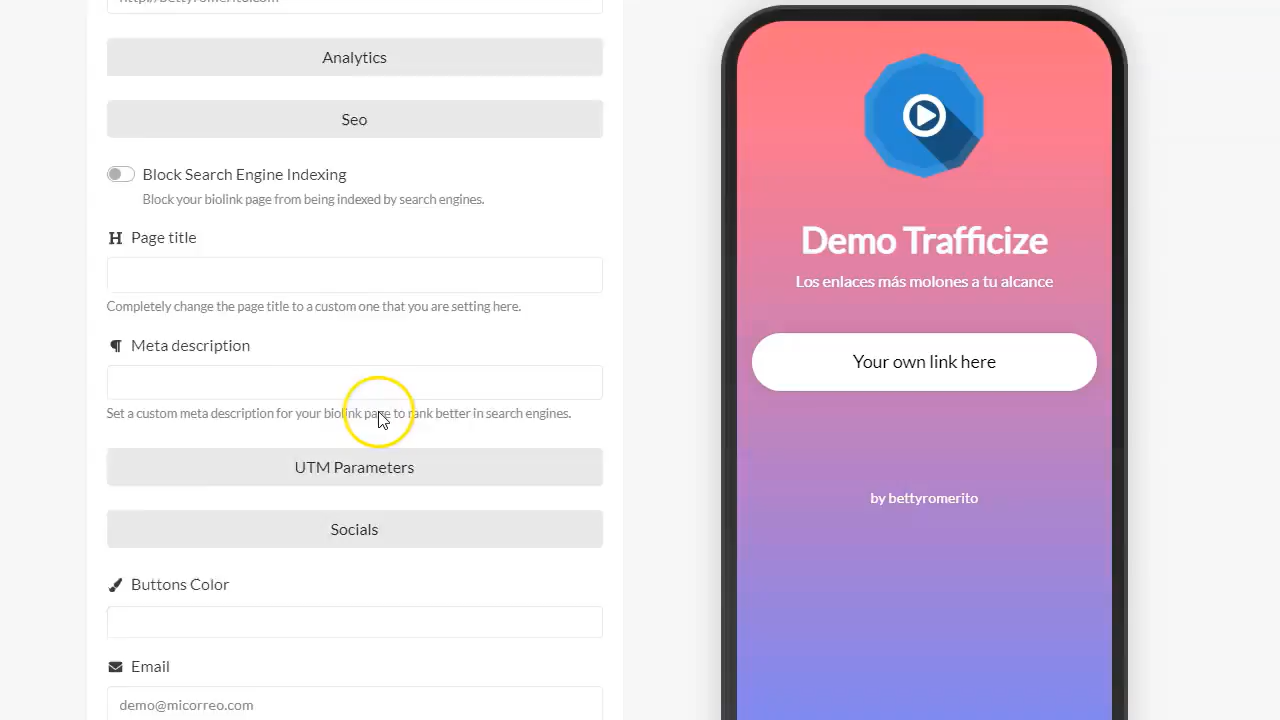 http://bettyromerito.com
Analytics
Seo
Block Search Engine Indexing
Block your biolink page from being indexed by search engines.
Page title
Completely change the page title to a custom one that you are setting here.
Meta description
Set a custom meta description for your biolink page to rank better in search engines.
UTM Parameters
Socials
Buttons Color
Email
demo@micorreo.com
Demo Trafficize
Los enlaces más molones a tu alcance
Your own link here
by bettyromerito